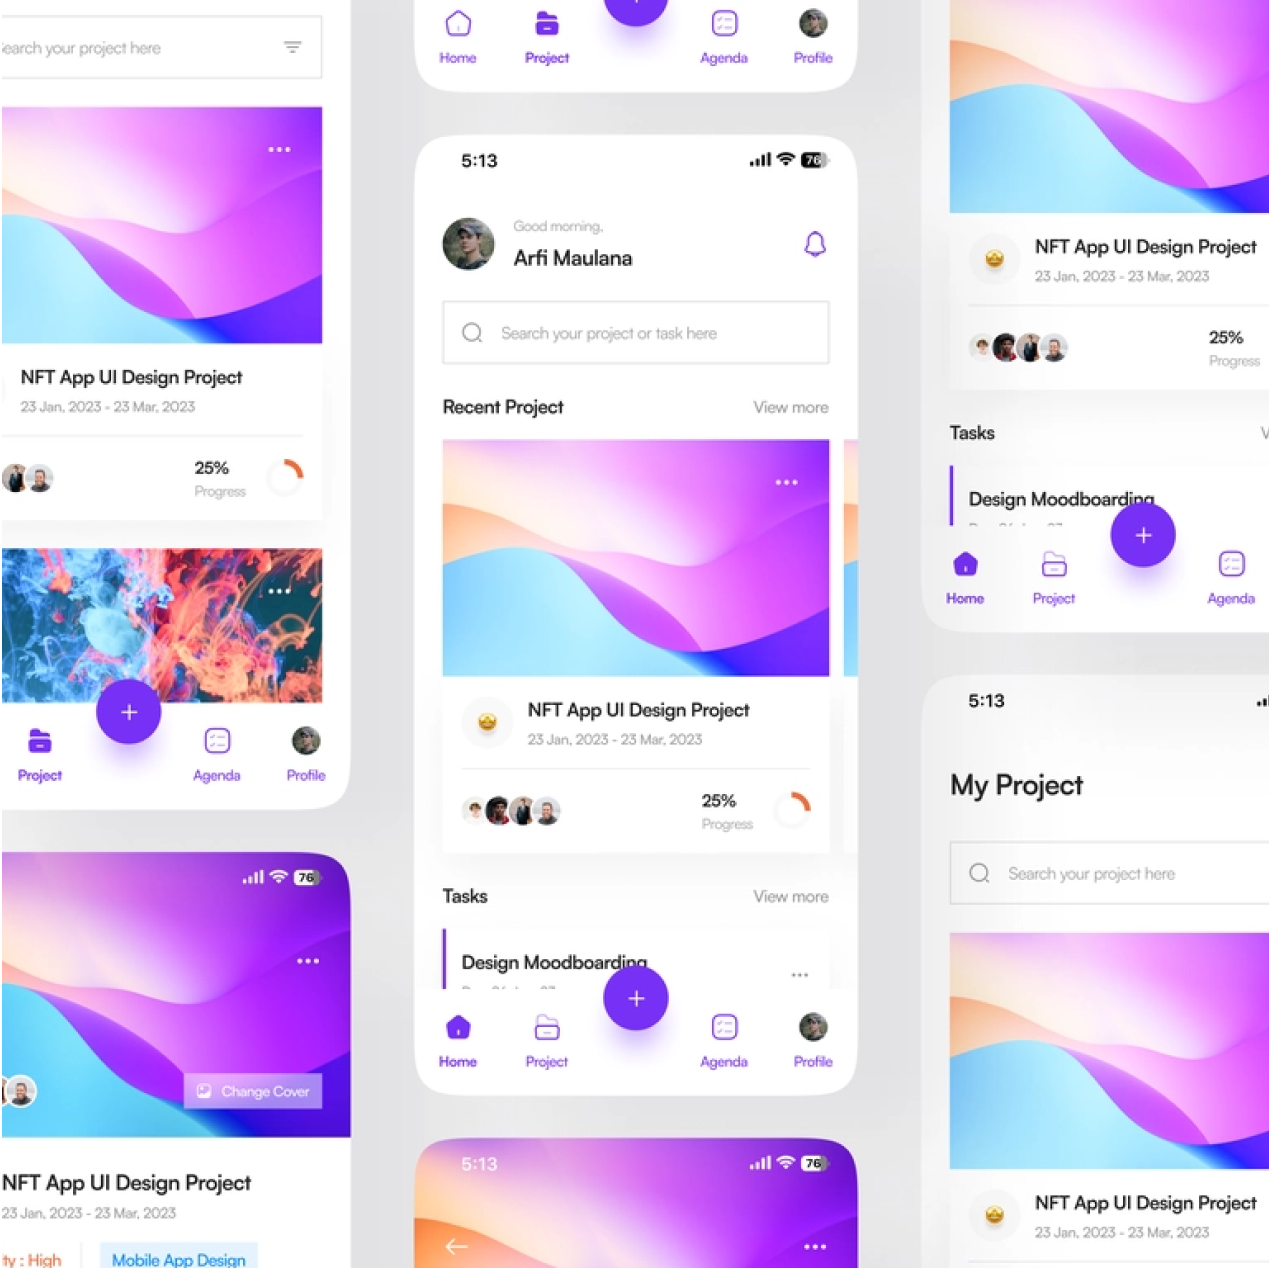 Search your project here
NFT App UI Design Project
23 Jan, 2023 - 23 Mar, 2023
25%
Progress
Project
Agenda
Profile
76
Change Cover
NFT App UI Design Project
23 Jan, 2023 - 23 Mar, 2023
ty : High
Mobile App Design
Home
Project
Agenda
Profile
5:13
76
Good morning,
Arfi Maulana
Search your project or task here
Recent Project
View more
NFT App UI Design Project
23 Jan, 2023 - 23 Mar, 2023
25%
Progress
Tasks
View more
Design Moodboarding
Home
Project
Agenda
Profile
5:13
76
NFT App UI Design Project
23 Jan, 2023 - 23 Mar, 2023
25%
Progress
Tasks
V
Design Moodboarding
Home
Project
Agenda
5:13
My Project
Search your project here
NFT App UI Design Project
23 Jan, 2023 - 23 Mar, 2023